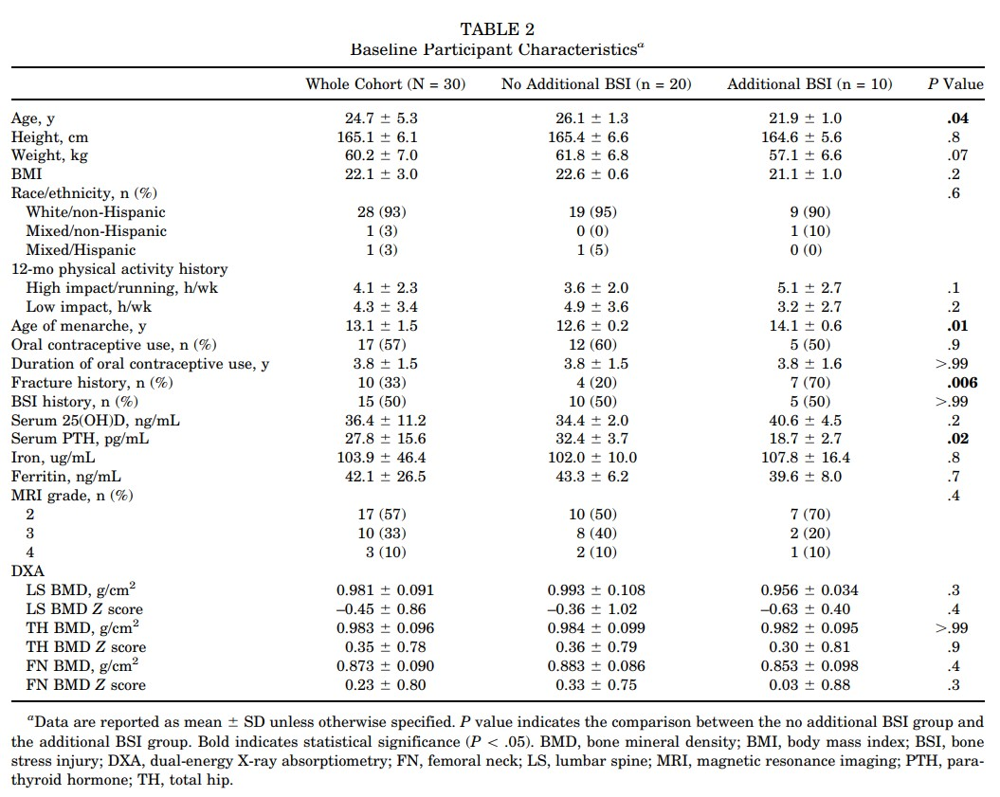 TABLE 2
Baseline Participant Characteristicsᵃ
Whole Cohort (N = 30) No Additional BSI (n = 20) Additional BSI (n = 10) P Value
Age, y 24.7 ± 5.3 26.1 ± 1.3 21.9 ± 1.0 .04
Height, cm 165.1 ± 6.1 165.4 ± 6.6 164.6 ± 5.6 .8
Weight, kg 60.2 ± 7.0 61.8 ± 6.8 57.1 ± 6.6 .07
BMI 22.1 ± 3.0 22.6 ± 0.6 21.1 ± 1.0 .2
Race/ethnicity, n (%) .6
White/non-Hispanic 28 (93) 19 (95) 9 (90)
Mixed/non-Hispanic 1 (3) 0 (0) 1 (10)
Mixed/Hispanic 1 (3) 1 (5) 0 (0)
12-mo physical activity history
High impact/running, h/wk 4.1 ± 2.3 3.6 ± 2.0 5.1 ± 2.7 .1
Low impact, h/wk 4.3 ± 3.4 4.9 ± 3.6 3.2 ± 2.7 .2
Age of menarche, y 13.1 ± 1.5 12.6 ± 0.2 14.1 ± 0.6 .01
Oral contraceptive use, n (%) 17 (57) 12 (60) 5 (50) .9
Duration of oral contraceptive use, y 3.8 ± 1.5 3.8 ± 1.5 3.8 ± 1.6 >.99
Fracture history, n (%) 10 (33) 4 (20) 7 (70) .006
BSI history, n (%) 15 (50) 10 (50) 5 (50) >.99
Serum 25(OH)D, ng/mL 36.4 ± 11.2 34.4 ± 2.0 40.6 ± 4.5 .2
Serum PTH, pg/mL 27.8 ± 15.6 32.4 ± 3.7 18.7 ± 2.7 .02
Iron, ug/mL 103.9 ± 46.4 102.0 ± 10.0 107.8 ± 16.4 .8
Ferritin, ng/mL 42.1 ± 26.5 43.3 ± 6.2 39.6 ± 8.0 .7
MRI grade, n (%) .4
2 17 (57) 10 (50) 7 (70)
3 10 (33) 8 (40) 2 (20)
4 3 (10) 2 (10) 1 (10)
DXA
LS BMD, g/cm² 0.981 ± 0.091 0.993 ± 0.108 0.956 ± 0.034 .3
LS BMD Z score –0.45 ± 0.86 –0.36 ± 1.02 –0.63 ± 0.40 .4
TH BMD, g/cm² 0.983 ± 0.096 0.984 ± 0.099 0.982 ± 0.095 >.99
TH BMD Z score 0.35 ± 0.78 0.36 ± 0.79 0.30 ± 0.81 .9
FN BMD, g/cm² 0.873 ± 0.090 0.883 ± 0.086 0.853 ± 0.098 .4
FN BMD Z score 0.23 ± 0.80 0.33 ± 0.75 0.03 ± 0.88 .3
ᵃData are reported as mean ± SD unless otherwise specified. P value indicates the comparison between the no additional BSI group and
the additional BSI group. Bold indicates statistical significance (P < .05). BMD, bone mineral density; BMI, body mass index; BSI, bone
stress injury; DXA, dual-energy X-ray absorptiometry; FN, femoral neck; LS, lumbar spine; MRI, magnetic resonance imaging; PTH, para-
thyroid hormone; TH, total hip.